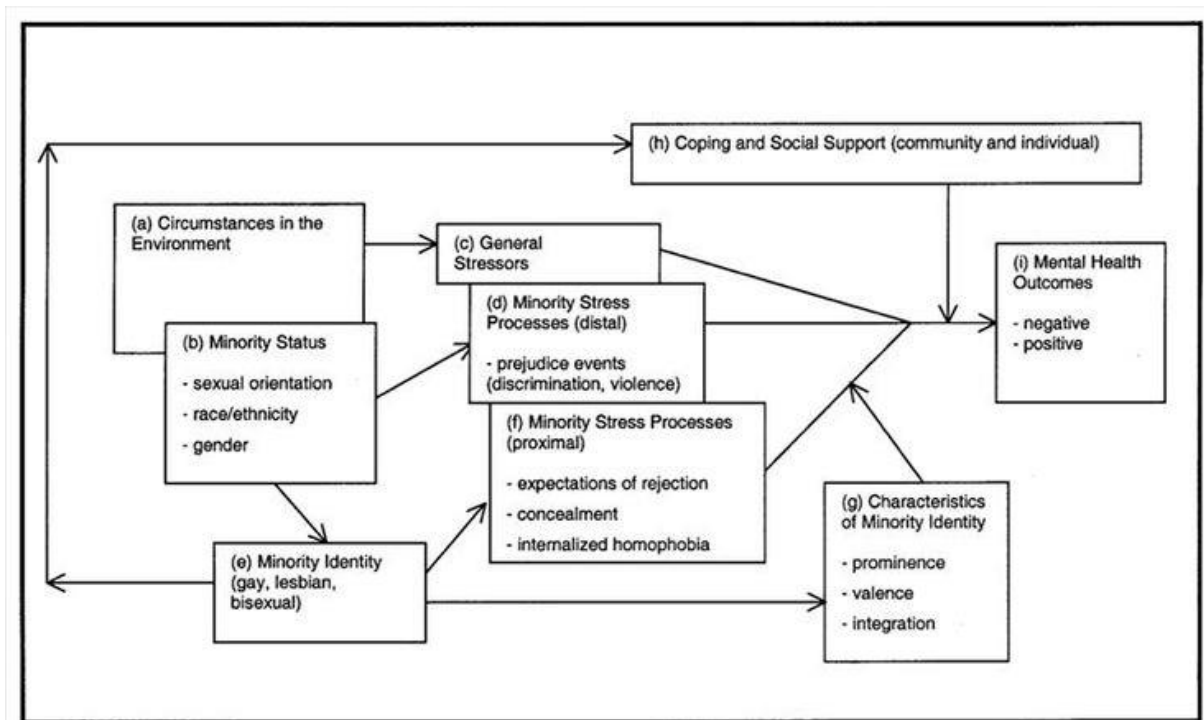 (h) Coping and Social Support (community and individual)
(a) Circumstances in the
Environment
(c) General
Stressors
(i) Mental Health
Outcomes
- negative
- positive
(d) Minority Stress
Processes (distal)
- prejudice events
(discrimination, violence)
(b) Minority Status
- sexual orientation
- race/ethnicity
- gender
(f) Minority Stress Processes
(proximal)
- expectations of rejection
- concealment
- internalized homophobia
(g) Characteristics
of Minority Identity
- prominence
- valence
- integration
(e) Minority Identity
(gay, lesbian,
bisexual)